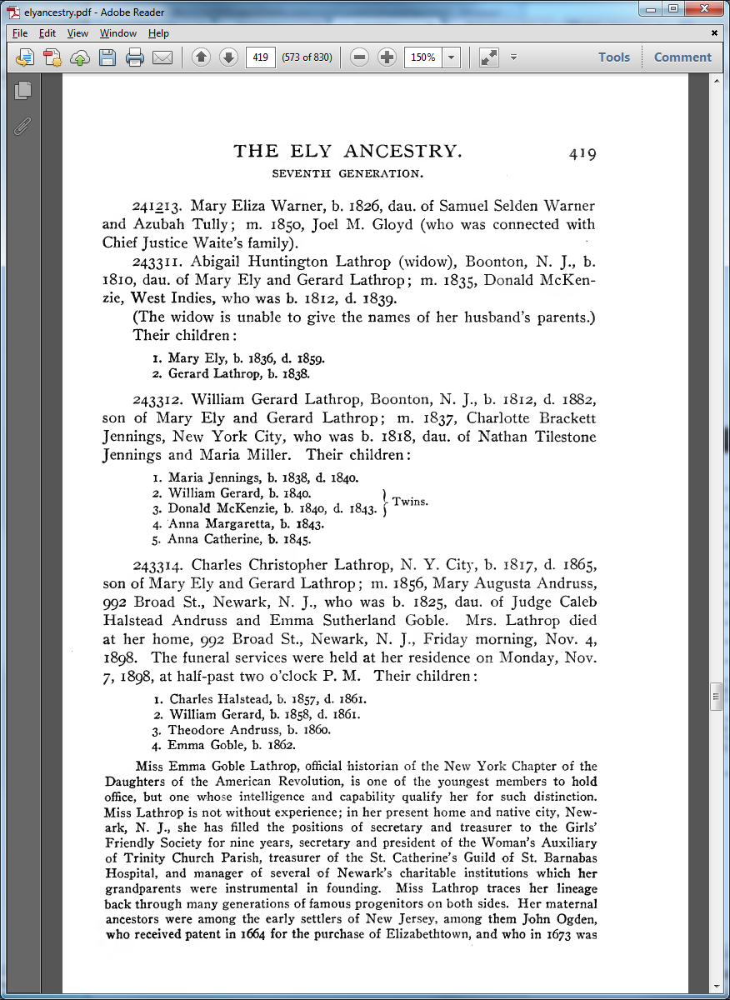 elyancestry.pdf - Adobe Reader
File Edit View Window Help
419 (573 of 830) 150% Tools Comment
THE ELY ANCESTRY. 419
SEVENTH GENERATION.
241213. Mary Eliza Warner, b. 1826, dau. of Samuel Selden Warner
and Azubah Tully; m. 1850, Joel M. Gloyd (who was connected with
Chief Justice Waite's family).
243311. Abigail Huntington Lathrop (widow), Boonton, N. J., b.
1810, dau. of Mary Ely and Gerard Lathrop; m. 1835, Donald McKen-
zie, West Indies, who was b. 1812, d. 1839.
(The widow is unable to give the names of her husband's parents.)
Their children:
1. Mary Ely, b. 1836, d. 1859.
2. Gerard Lathrop, b. 1838.
243312. William Gerard Lathrop, Boonton, N. J., b. 1812, d. 1882,
son of Mary Ely and Gerard Lathrop; m. 1837, Charlotte Brackett
Jennings, New York City, who was b. 1818, dau. of Nathan Tilestone
Jennings and Maria Miller. Their children:
1. Maria Jennings, b. 1838, d. 1840.
2. William Gerard, b. 1840.
3. Donald McKenzie, b. 1840, d. 1843. } Twins.
4. Anna Margaretta, b. 1843.
5. Anna Catherine, b. 1845.
243314. Charles Christopher Lathrop, N. Y. City, b. 1817, d. 1865,
son of Mary Ely and Gerard Lathrop; m. 1856, Mary Augusta Andruss,
992 Broad St., Newark, N. J., who was b. 1825, dau. of Judge Caleb
Halstead Andruss and Emma Sutherland Goble. Mrs. Lathrop died
at her home, 992 Broad St., Newark, N. J., Friday morning, Nov. 4,
1898. The funeral services were held at her residence on Monday, Nov.
7, 1898, at half-past two o'clock P. M. Their children:
1. Charles Halstead, b. 1857, d. 1861.
2. William Gerard, b. 1858, d. 1861.
3. Theodore Andruss, b. 1860.
4. Emma Goble, b. 1862.
Miss Emma Goble Lathrop, official historian of the New York Chapter of the
Daughters of the American Revolution, is one of the youngest members to hold
office, but one whose intelligence and capability qualify her for such distinction.
Miss Lathrop is not without experience; in her present home and native city, New-
ark, N. J., she has filled the positions of secretary and treasurer to the Girls'
Friendly Society for nine years, secretary and president of the Woman's Auxiliary
of Trinity Church Parish, treasurer of the St. Catherine's Guild of St. Barnabas
Hospital, and manager of several of Newark's charitable institutions which her
grandparents were instrumental in founding. Miss Lathrop traces her lineage
back through many generations of famous progenitors on both sides. Her maternal
ancestors were among the early settlers of New Jersey, among them John Ogden,
who received patent in 1664 for the purchase of Elizabethtown, and who in 1673 was